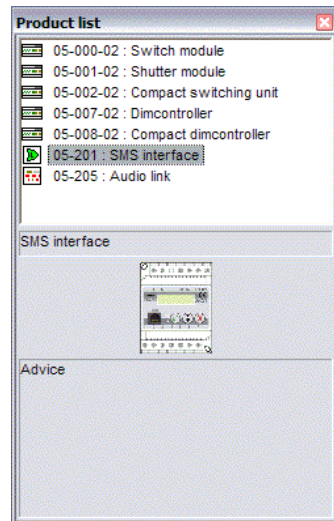 Product list
05-000-02 : Switch module
05-001-02 : Shutter module
05-002-02 : Compact switching unit
05-007-02 : Dimcontroller
05-008-02 : Compact dimcontroller
05-201 : SMS interface
05-205 : Audio link
SMS interface
Advice